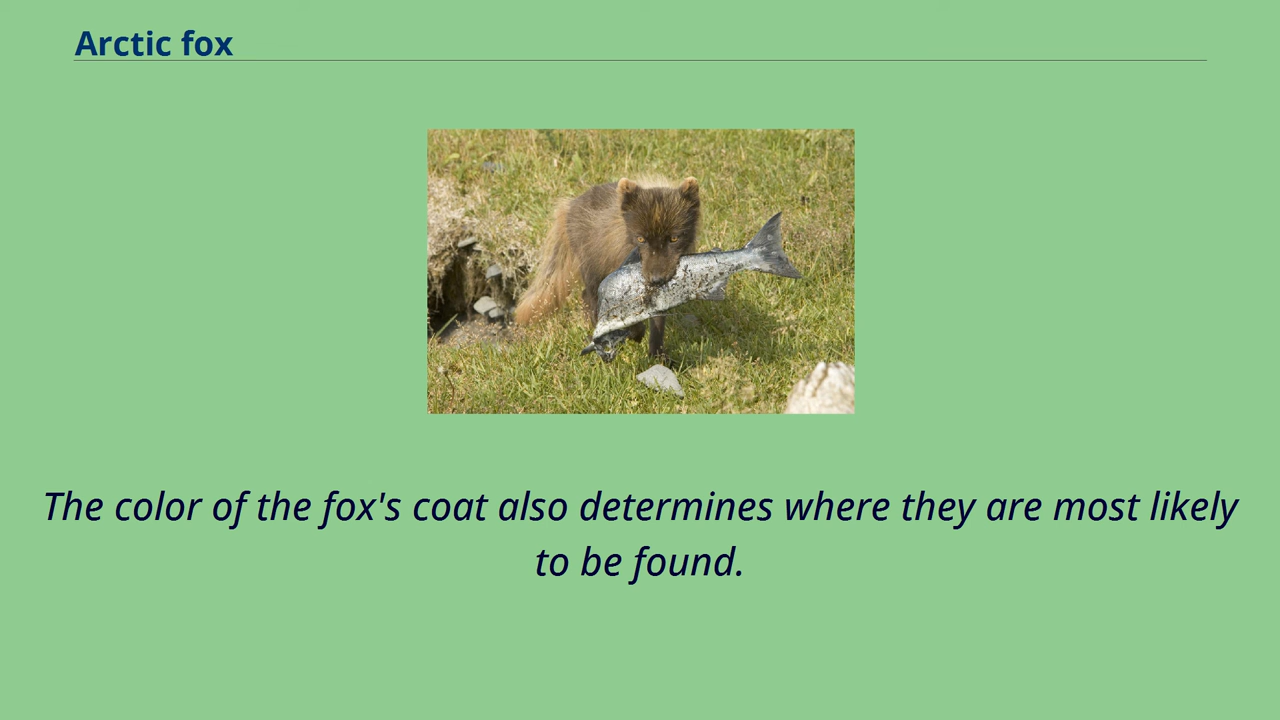 Arctic fox
The color of the fox's coat also determines where they are most likely
to be found.